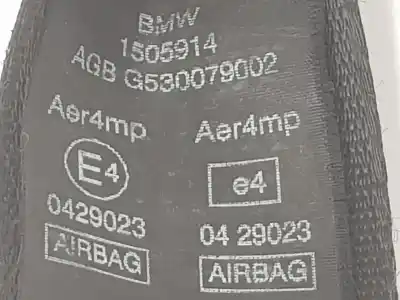 BMW
1505914
AGB G530079002
Aer4mp Aer4mp
E4 e4
0429023 04 29023
AIRBAG AIRBAG